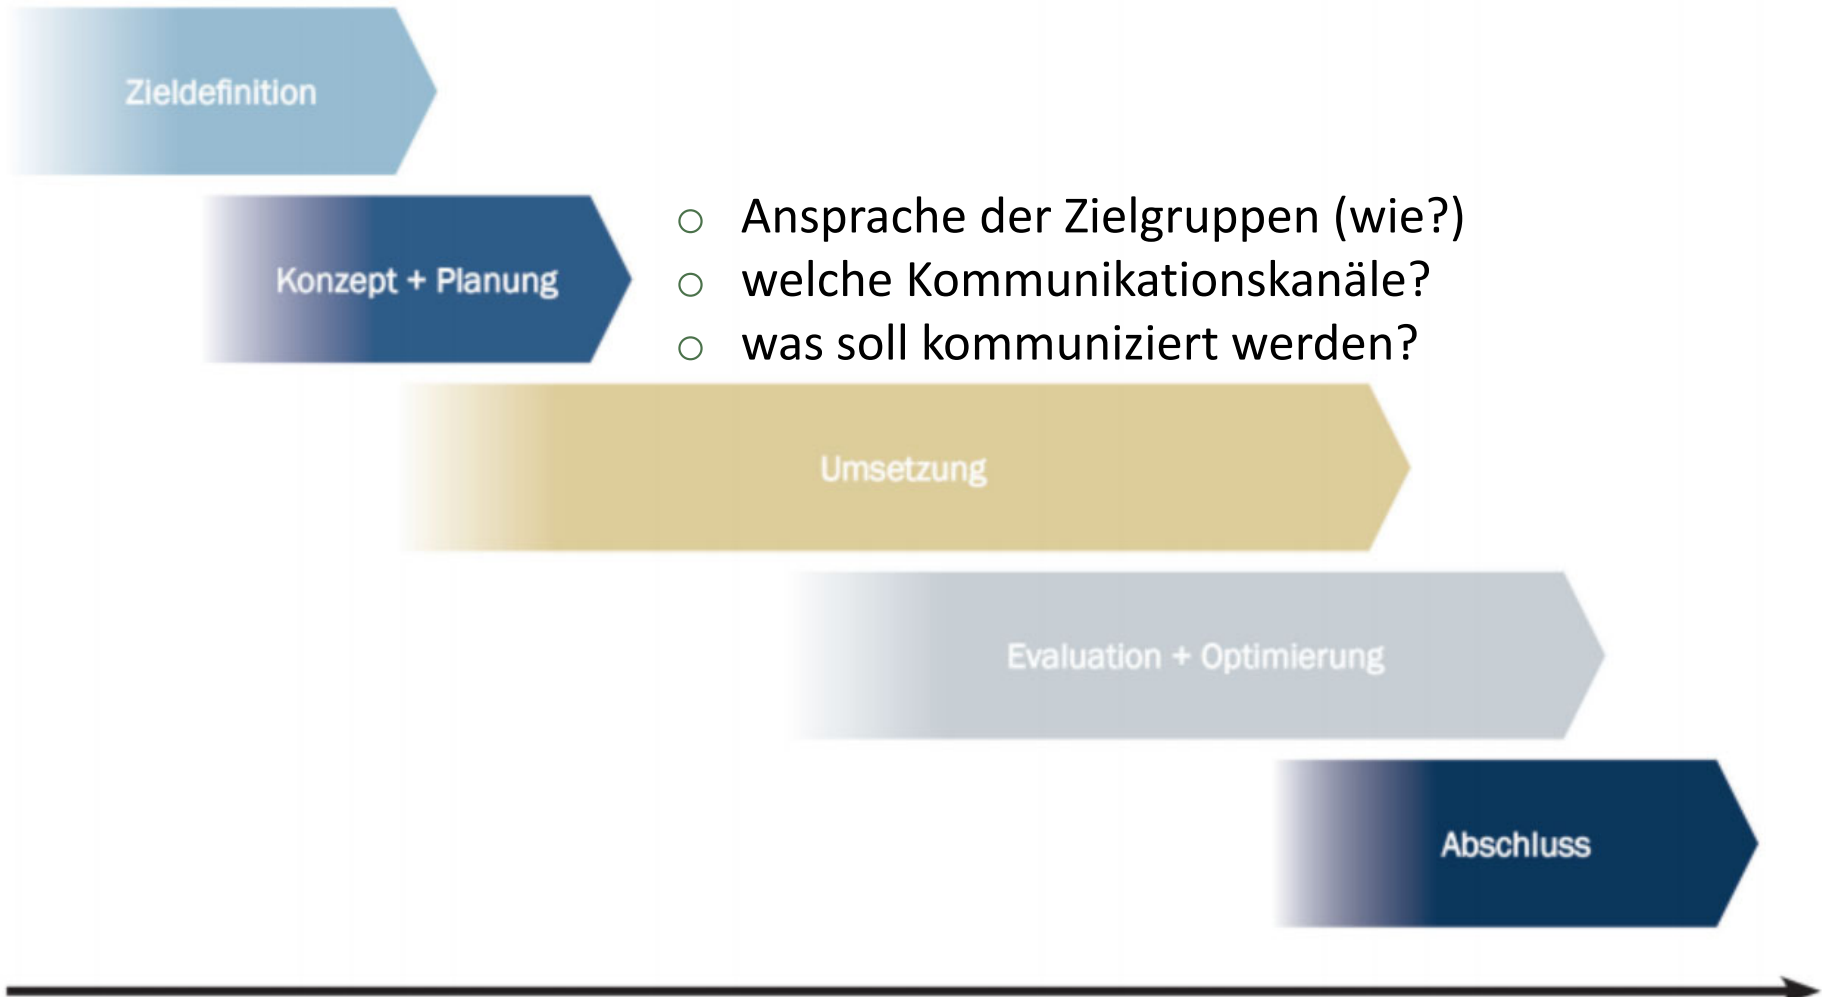 Zieldefinition
Konzept + Planung
○ Ansprache der Zielgruppen (wie?)
○ welche Kommunikationskanäle?
○ was soll kommuniziert werden?
Umsetzung
Evaluation + Optimierung
Abschluss